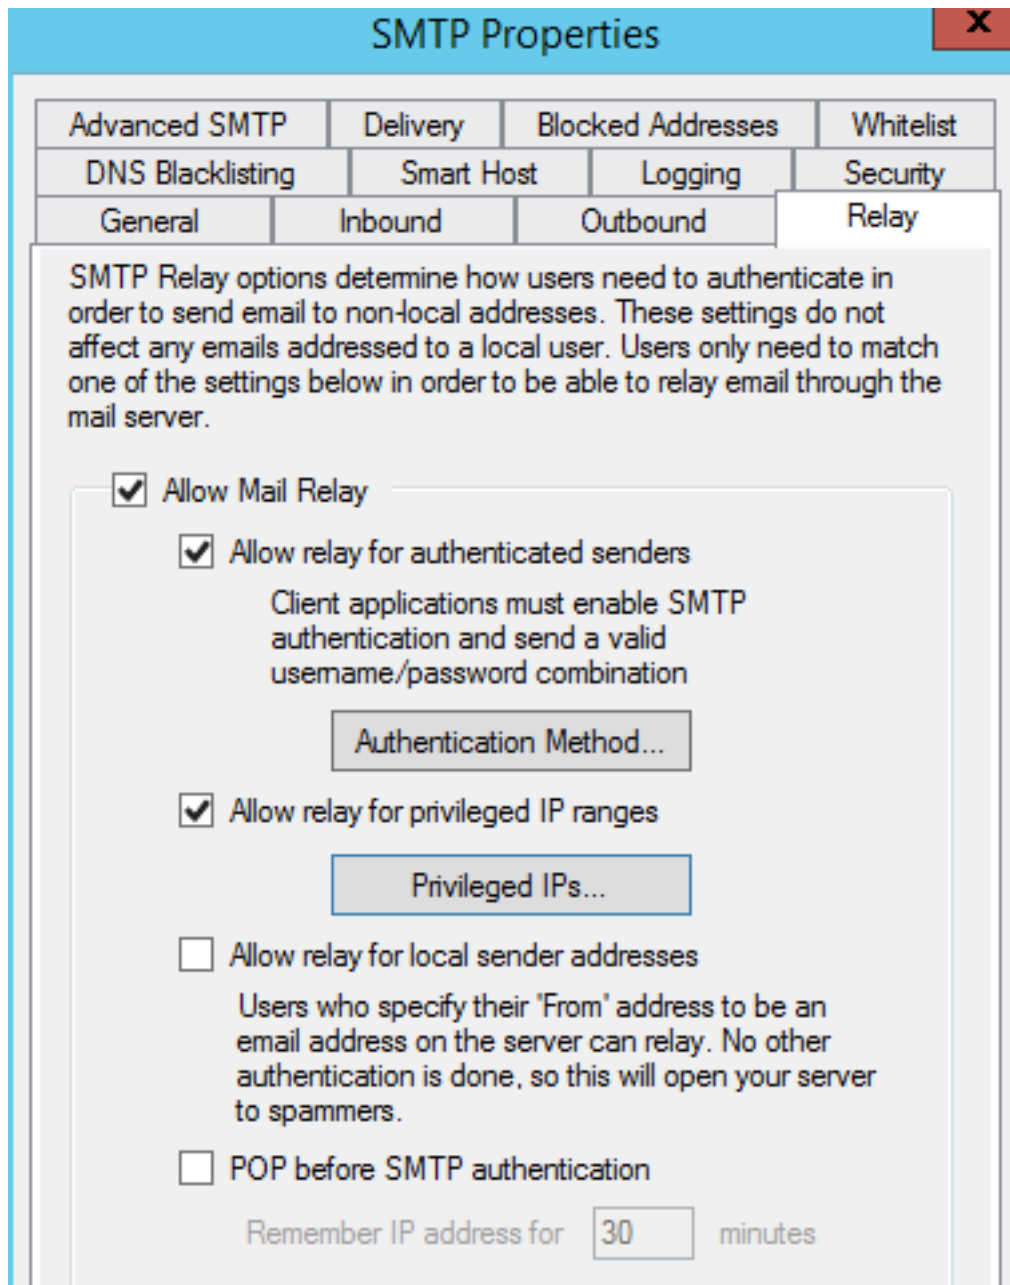 SMTP Properties
x
Advanced SMTP Delivery Blocked Addresses Whitelist
DNS Blacklisting Smart Host Logging Security
General Inbound Outbound Relay
SMTP Relay options determine how users need to authenticate in
order to send email to non-local addresses. These settings do not
affect any emails addressed to a local user. Users only need to match
one of the settings below in order to be able to relay email through the
mail server.
Allow Mail Relay
Allow relay for authenticated senders
Client applications must enable SMTP
authentication and send a valid
username/password combination
Authentication Method...
Allow relay for privileged IP ranges
Privileged IPs...
Allow relay for local sender addresses
Users who specify their 'From' address to be an
email address on the server can relay. No other
authentication is done, so this will open your server
to spammers.
POP before SMTP authentication
Remember IP address for 30 minutes